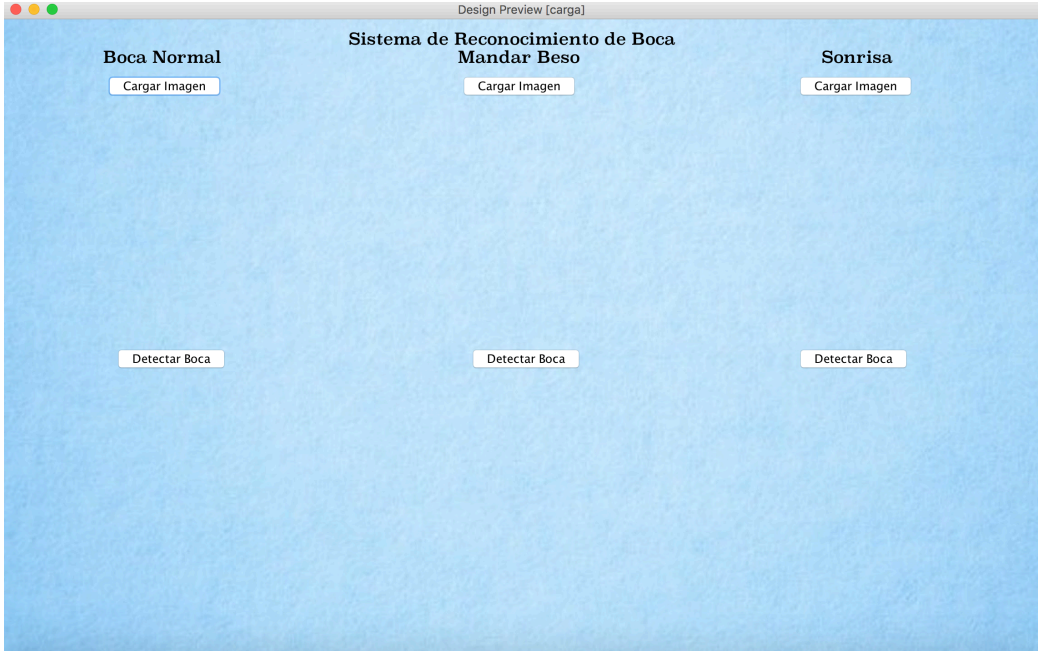 Design Preview [carga]
Sistema de Reconocimiento de Boca
Boca Normal
Mandar Beso
Sonrisa
Cargar Imagen
Cargar Imagen
Cargar Imagen
Detectar Boca
Detectar Boca
Detectar Boca